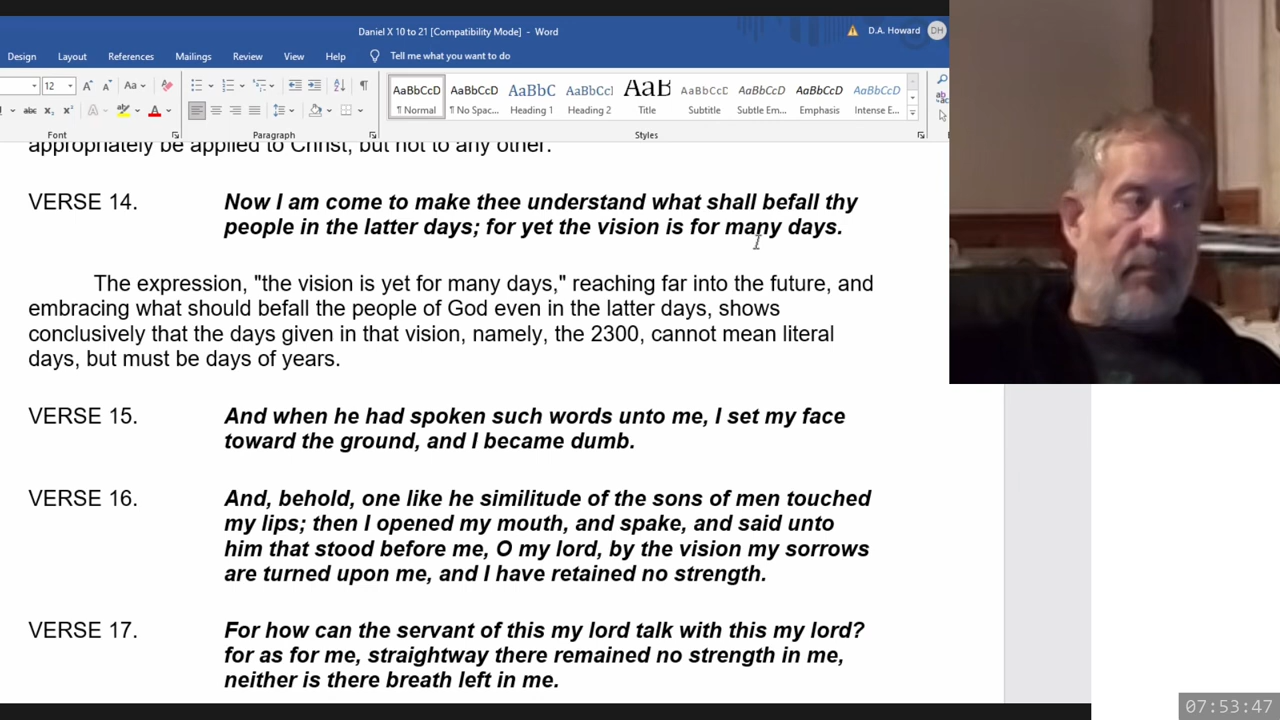 Daniel X 10 to 21 [Compatibility Mode] - Word
D.A. Howard
DH
Design Layout References Mailings Review View Help Tell me what you want to do
12
Aa
AaBbCcD AaBbCcD AaBbC AaBbCc AaB AaBbCcD AaBbCcD AaBbCcD AaBbCcD
¶ Normal ¶ No Spac... Heading 1 Heading 2 Title Subtitle Subtle Em... Emphasis Intense E...
Font Paragraph Styles
appropriately be applied to Christ, but not to any other.
VERSE 14. Now I am come to make thee understand what shall befall thy
people in the latter days; for yet the vision is for many days.
The expression, "the vision is yet for many days," reaching far into the future, and
embracing what should befall the people of God even in the latter days, shows
conclusively that the days given in that vision, namely, the 2300, cannot mean literal
days, but must be days of years.
VERSE 15. And when he had spoken such words unto me, I set my face
toward the ground, and I became dumb.
VERSE 16. And, behold, one like he similitude of the sons of men touched
my lips; then I opened my mouth, and spake, and said unto
him that stood before me, O my lord, by the vision my sorrows
are turned upon me, and I have retained no strength.
VERSE 17. For how can the servant of this my lord talk with this my lord?
for as for me, straightway there remained no strength in me,
neither is there breath left in me.
07:53:47